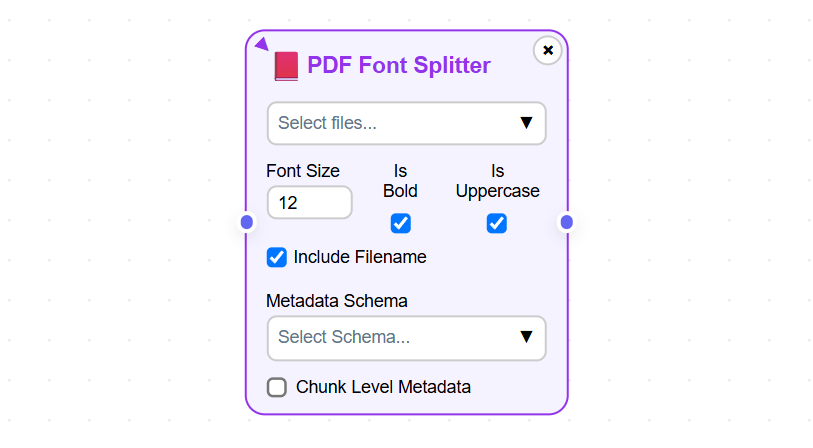 PDF Font Splitter
Select files...
Font Size
Is
Bold
Is
Uppercase
12
Include Filename
Metadata Schema
Select Schema...
Chunk Level Metadata